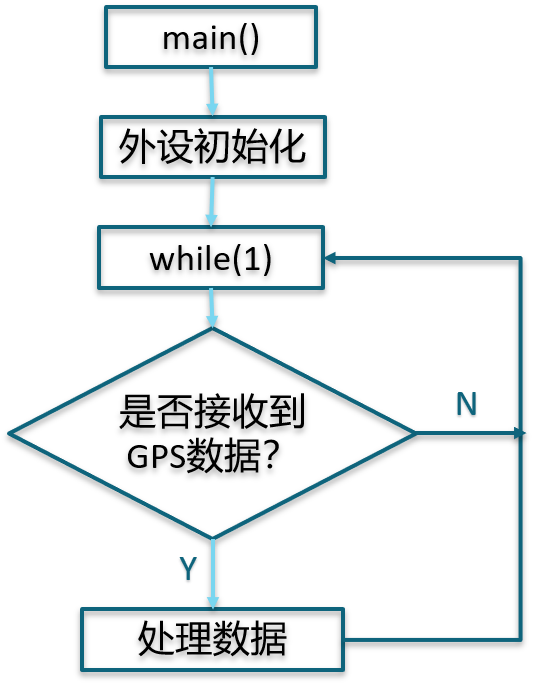 main()
外设初始化
while(1)
是否接收到
GPS数据？
N
Y
处理数据